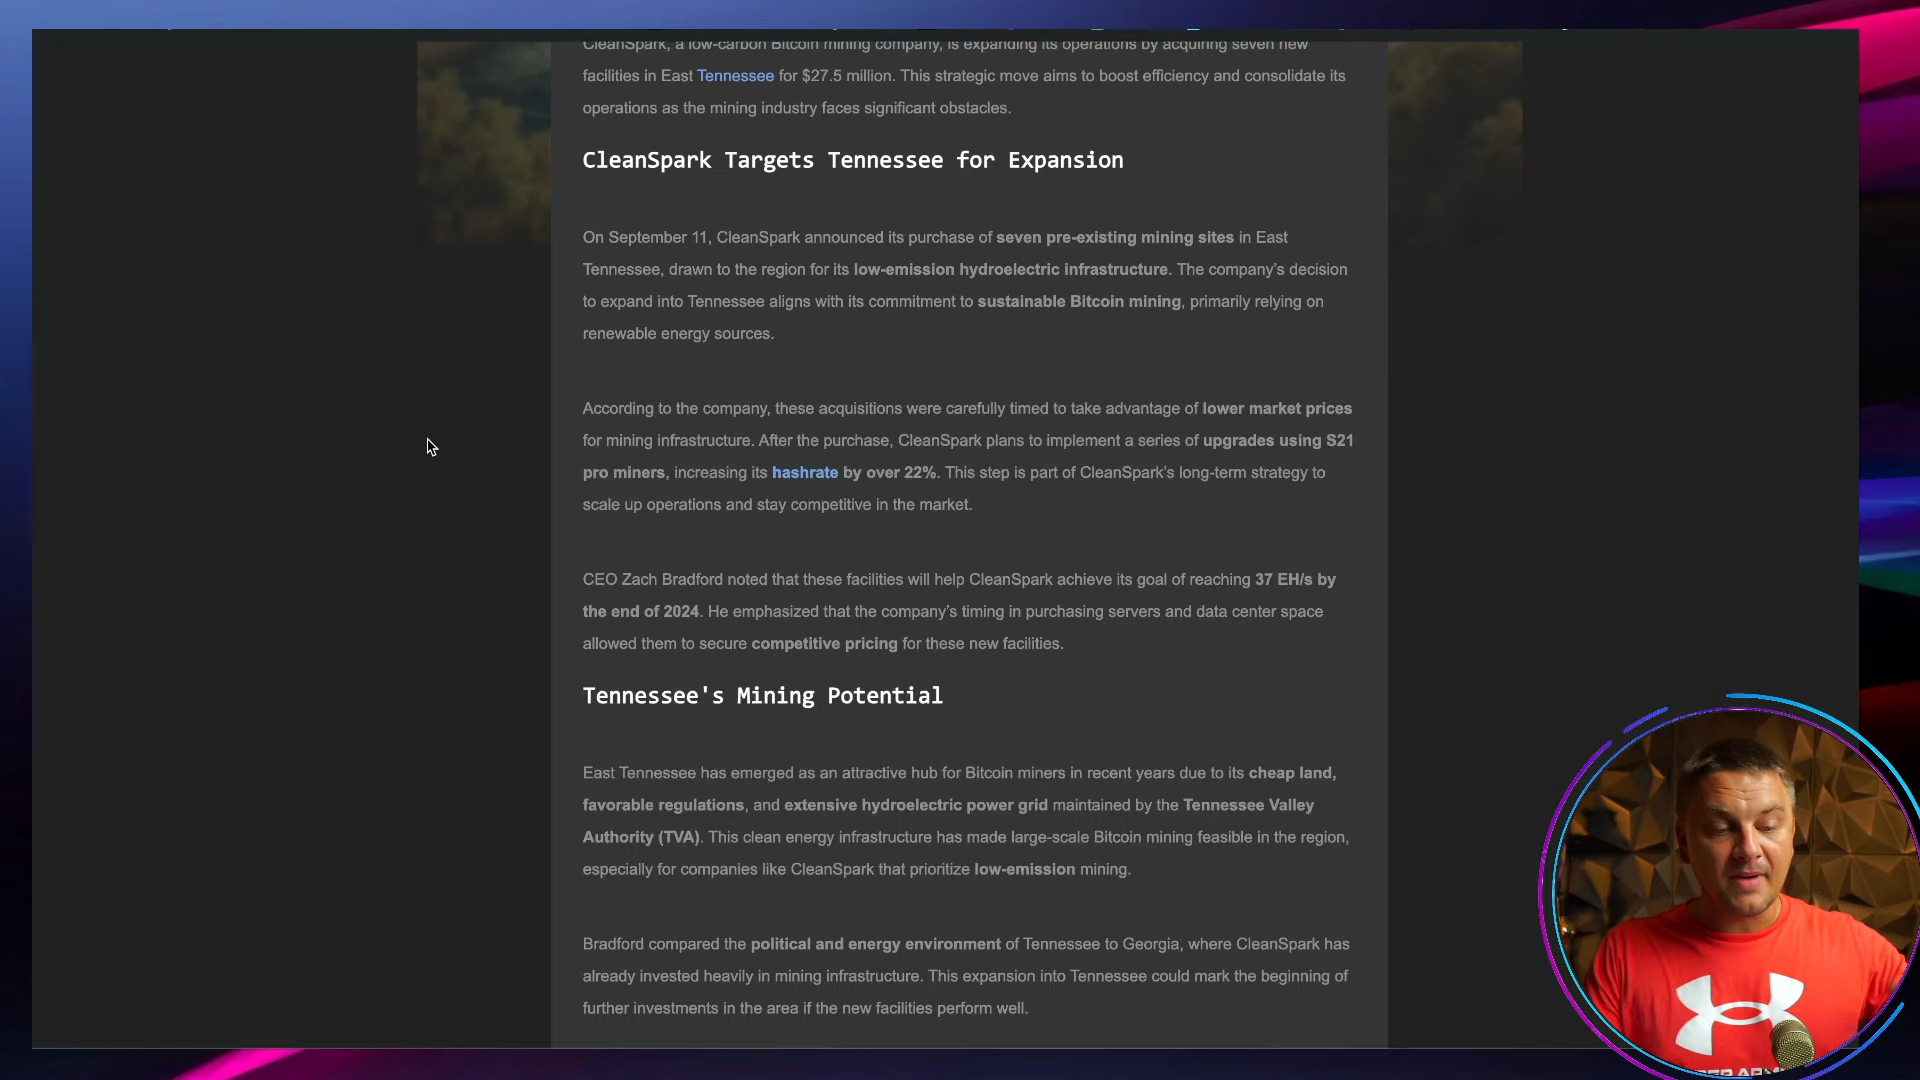 CleanSpark, a low-carbon Bitcoin mining company, is expanding its operations by acquiring seven new
facilities in East Tennessee for $27.5 million. This strategic move aims to boost efficiency and consolidate its
operations as the mining industry faces significant obstacles.
CleanSpark Targets Tennessee for Expansion
On September 11, CleanSpark announced its purchase of seven pre-existing mining sites in East
Tennessee, drawn to the region for its low-emission hydroelectric infrastructure. The company's decision
to expand into Tennessee aligns with its commitment to sustainable Bitcoin mining, primarily relying on
renewable energy sources.
According to the company, these acquisitions were carefully timed to take advantage of lower market prices
for mining infrastructure. After the purchase, CleanSpark plans to implement a series of upgrades using S21
pro miners, increasing its hashrate by over 22%. This step is part of CleanSpark's long-term strategy to
scale up operations and stay competitive in the market.
CEO Zach Bradford noted that these facilities will help CleanSpark achieve its goal of reaching 37 EH/s by
the end of 2024. He emphasized that the company's timing in purchasing servers and data center space
allowed them to secure competitive pricing for these new facilities.
Tennessee's Mining Potential
East Tennessee has emerged as an attractive hub for Bitcoin miners in recent years due to its cheap land,
favorable regulations, and extensive hydroelectric power grid maintained by the Tennessee Valley
Authority (TVA). This clean energy infrastructure has made large-scale Bitcoin mining feasible in the region,
especially for companies like CleanSpark that prioritize low-emission mining.
Bradford compared the political and energy environment of Tennessee to Georgia, where CleanSpark has
already invested heavily in mining infrastructure. This expansion into Tennessee could mark the beginning of
further investments in the area if the new facilities perform well.